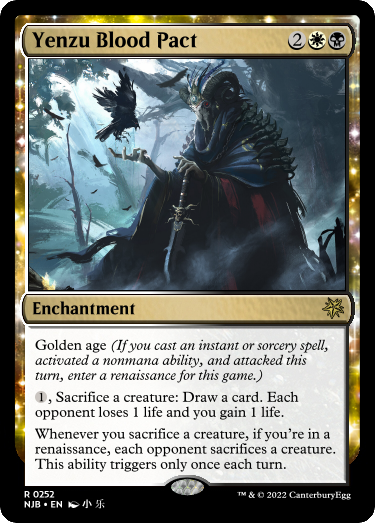 Yenzu Blood Pact 2
Enchantment
Golden age (If you cast an instant or sorcery spell,
activated a nonmana ability, and attacked this
turn, enter a renaissance for this game.)
1, Sacrifice a creature: Draw a card. Each
opponent loses 1 life and you gain 1 life.
Whenever you sacrifice a creature, if you're in a
renaissance, each opponent sacrifices a creature.
This ability triggers only once each turn.
R 0252
NJB • EN 小 乐
™ & © 2022 CanterburyEgg